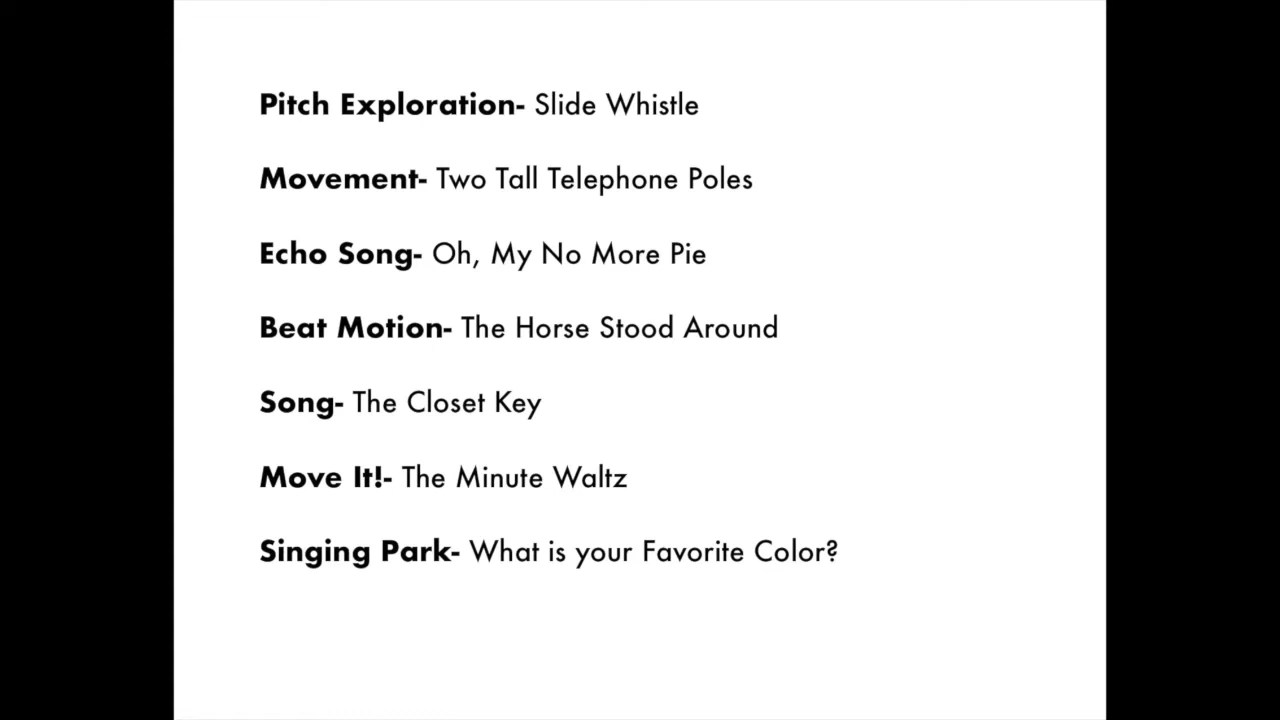 Pitch Exploration- Slide Whistle
Movement- Two Tall Telephone Poles
Echo Song- Oh, My No More Pie
Beat Motion- The Horse Stood Around
Song- The Closet Key
Move It!- The Minute Waltz
Singing Park- What is your Favorite Color?